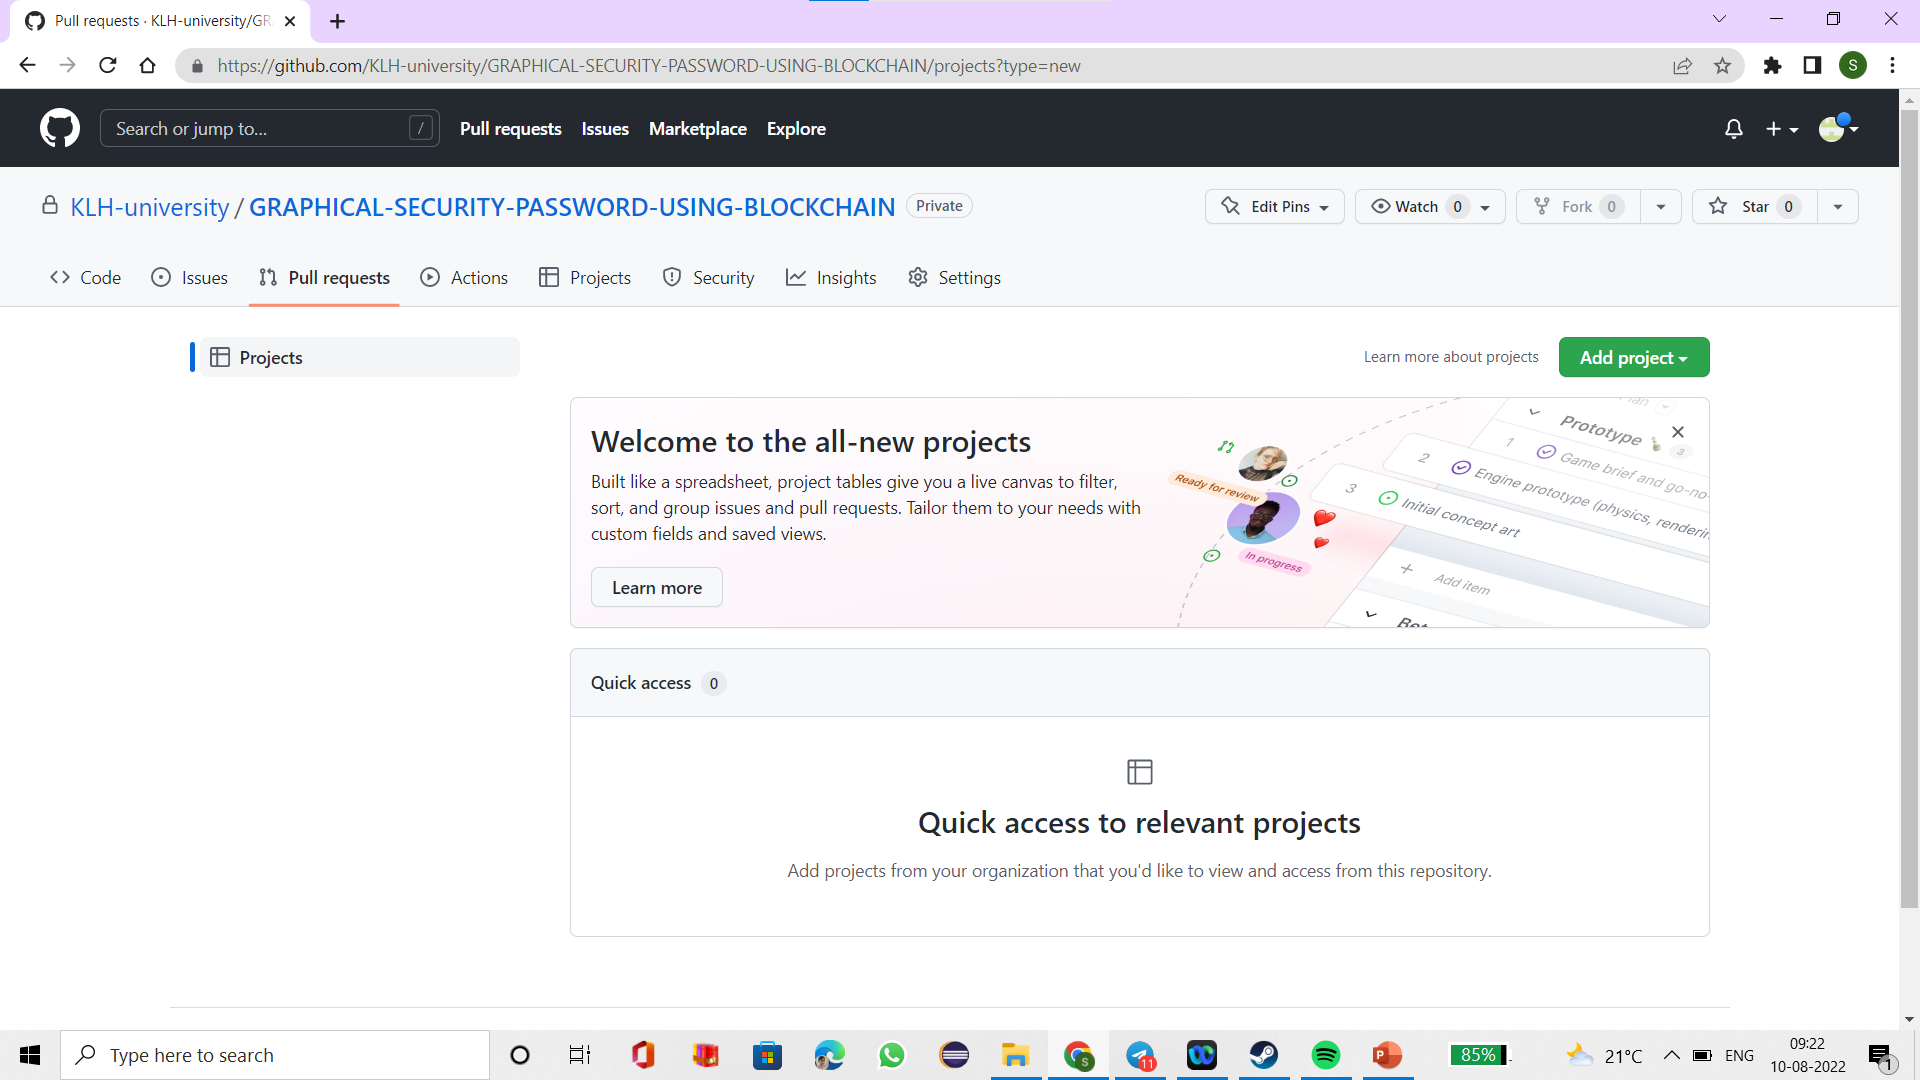 Pull requests · KLH-university/GR
https://github.com/KLH-university/GRAPHICAL-SECURITY-PASSWORD-USING-BLOCKCHAIN/projects?type=new
S
Search or jump to...
/
Pull requests
Issues
Marketplace
Explore
KLH-university / GRAPHICAL-SECURITY-PASSWORD-USING-BLOCKCHAIN
Private
Edit Pins
Watch 0
Fork 0
Star 0
Code
Issues
Pull requests
Actions
Projects
Security
Insights
Settings
Projects
Learn more about projects
Add project
Welcome to the all-new projects
Built like a spreadsheet, project tables give you a live canvas to filter,
sort, and group issues and pull requests. Tailor them to your needs with
custom fields and saved views.
Learn more
Ready for review
In progress
Prototype 3
1 Game brief and go-no-
2 Engine prototype (physics, renderin
3 Initial concept art
+ Add item
Quick access 0
Quick access to relevant projects
Add projects from your organization that you'd like to view and access from this repository.
Type here to search
S
11
P
85%
21°C
ENG
09:22
10-08-2022
1